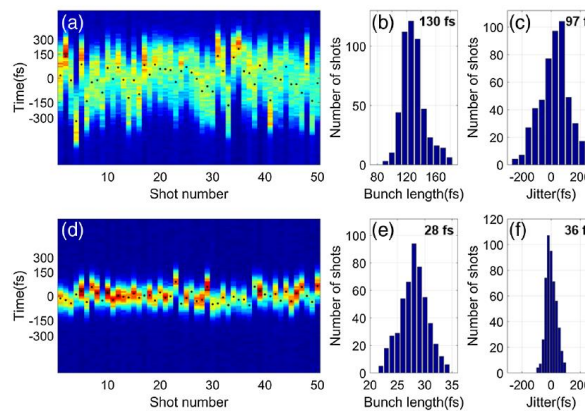 (a)
300
150
0
-150
-300
Time(fs)
10 20 30 40 50
Shot number
(b)
130 fs
100
50
0
Number of shots
80 120 160
Bunch length(fs)
(c)
97 f
100
80
60
40
20
0
Number of shots
-200 0 200
Jitter(fs)
(d)
300
150
0
-150
-300
Time(fs)
10 20 30 40 50
Shot number
(e)
28 fs
120
100
80
60
40
20
0
Number of shots
20 25 30 35
Bunch length(fs)
(f)
36 f
120
100
80
60
40
20
0
Number of shots
-200 0 200
Jitter(fs)